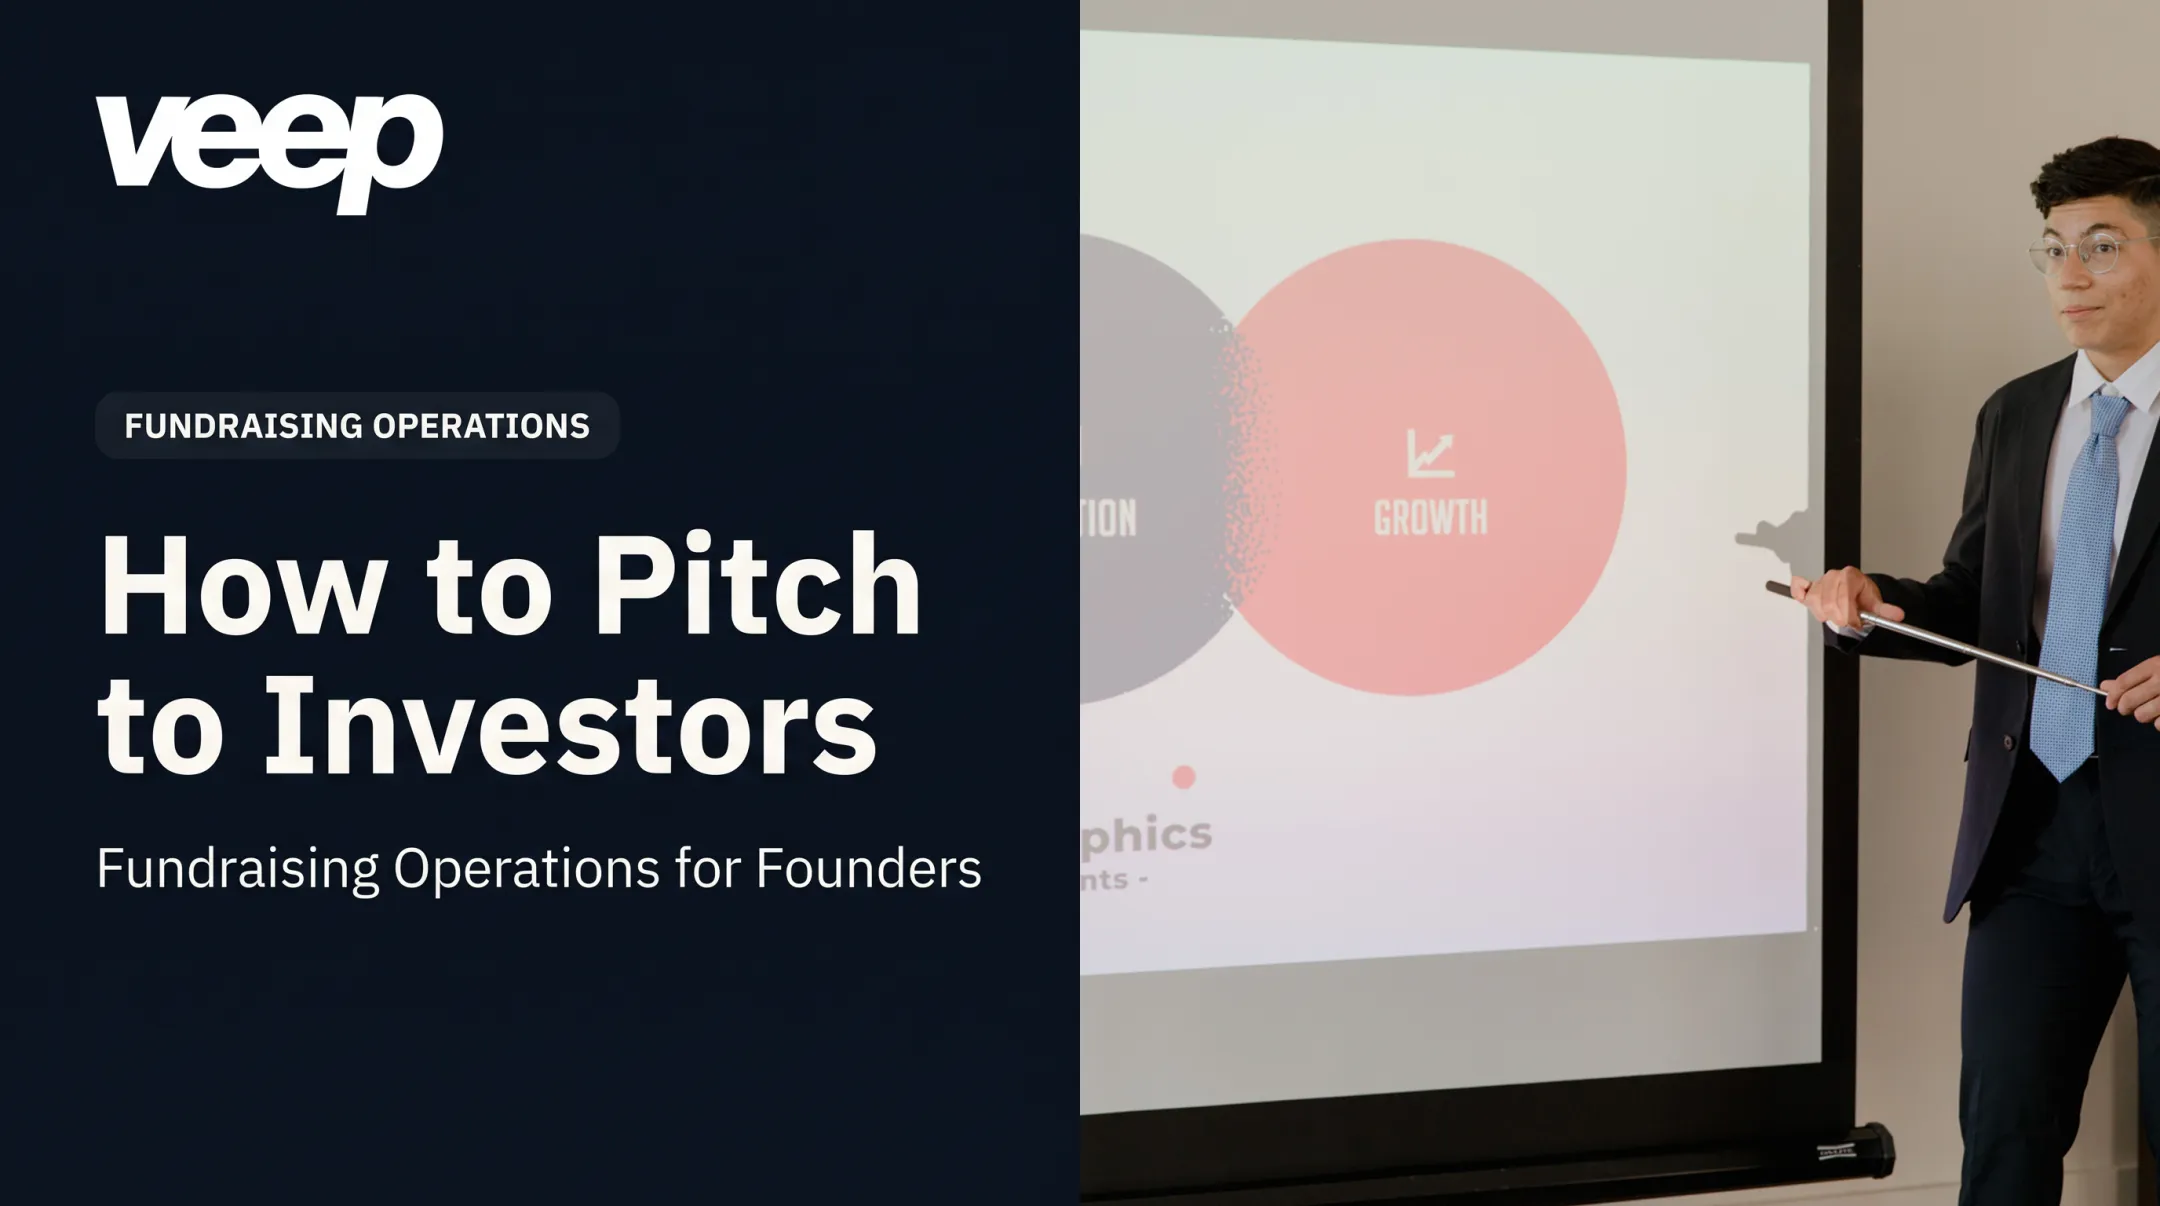 veep
FUNDRAISING OPERATIONS
How to Pitch
to Investors
Fundraising Operations for Founders
TION
GROWTH
phics
nts -